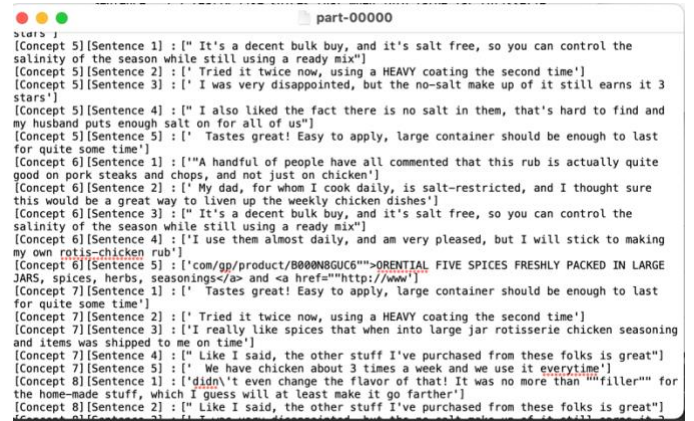 part-00000
stars ]
[Concept 5][Sentence 1] : [" It's a decent bulk buy, and it's salt free, so you can control the
salinity of the season while still using a ready mix"]
[Concept 5][Sentence 2] : [' Tried it twice now, using a HEAVY coating the second time']
[Concept 5][Sentence 3] : [' I was very disappointed, but the no-salt make up of it still earns it 3
stars']
[Concept 5][Sentence 4] : [" I also liked the fact there is no salt in them, that's hard to find and
my husband puts enough salt on for all of us"]
[Concept 5][Sentence 5] : ['  Tastes great! Easy to apply, large container should be enough to last
for quite some time']
[Concept 6][Sentence 1] : ['"A handful of people have all commented that this rub is actually quite
good on pork steaks and chops, and not just on chicken']
[Concept 6][Sentence 2] : [' My dad, for whom I cook daily, is salt-restricted, and I thought sure
this would be a great way to liven up the weekly chicken dishes']
[Concept 6][Sentence 3] : [" It's a decent bulk buy, and it's salt free, so you can control the
salinity of the season while still using a ready mix"]
[Concept 6][Sentence 4] : ['I use them almost daily, and am very pleased, but I will stick to making
my own rotis-chicken rub']
[Concept 6][Sentence 5] : ['com/gp/product/B000N8GUC6"">ORENTIAL FIVE SPICES FRESHLY PACKED IN LARGE
JARS, spices, herbs, seasonings</a> and <a href=""http://www']
[Concept 7][Sentence 1] : ['  Tastes great! Easy to apply, large container should be enough to last
for quite some time']
[Concept 7][Sentence 2] : [' Tried it twice now, using a HEAVY coating the second time']
[Concept 7][Sentence 3] : ['I really like spices that when into large jar rotisserie chicken seasoning
and items was shipped to me on time']
[Concept 7][Sentence 4] : [" Like I said, the other stuff I've purchased from these folks is great"]
[Concept 7][Sentence 5] : ['  We have chicken about 3 times a week and we use it everytime']
[Concept 8][Sentence 1] : ['didn\'t even change the flavor of that! It was no more than ""filler"" for
the home-made stuff, which I guess will at least make it go farther']
[Concept 8][Sentence 2] : [" Like I said, the other stuff I've purchased from these folks is great"]